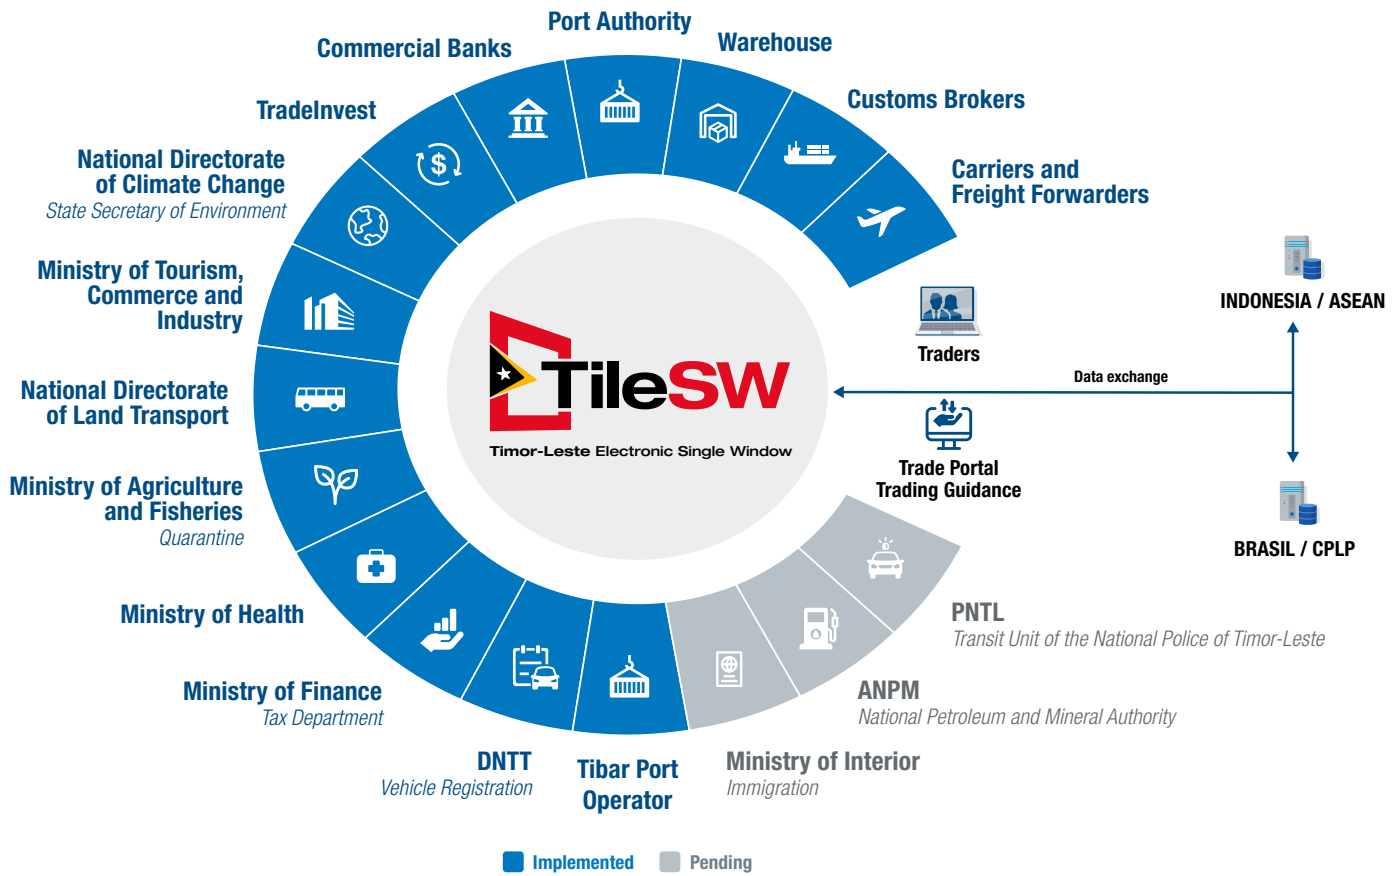 Port Authority
Commercial Banks
Warehouse
TradeInvest
Customs Brokers
National Directorate
of Climate Change
State Secretary of Environment
Carriers and
Freight Forwarders
Ministry of Tourism,
Commerce and
Industry
INDONESIA / ASEAN
Traders
TileSW
Timor-Leste Electronic Single Window
Data exchange
National Directorate
of Land Transport
Trade Portal
Trading Guidance
Ministry of Agriculture
and Fisheries
Quarantine
BRASIL / CPLP
Ministry of Health
PNTL
Transit Unit of the National Police of Timor-Leste
Ministry of Finance
Tax Department
ANPM
National Petroleum and Mineral Authority
DNTT
Vehicle Registration
Tibar Port
Operator
Ministry of Interior
Immigration
Implemented
Pending